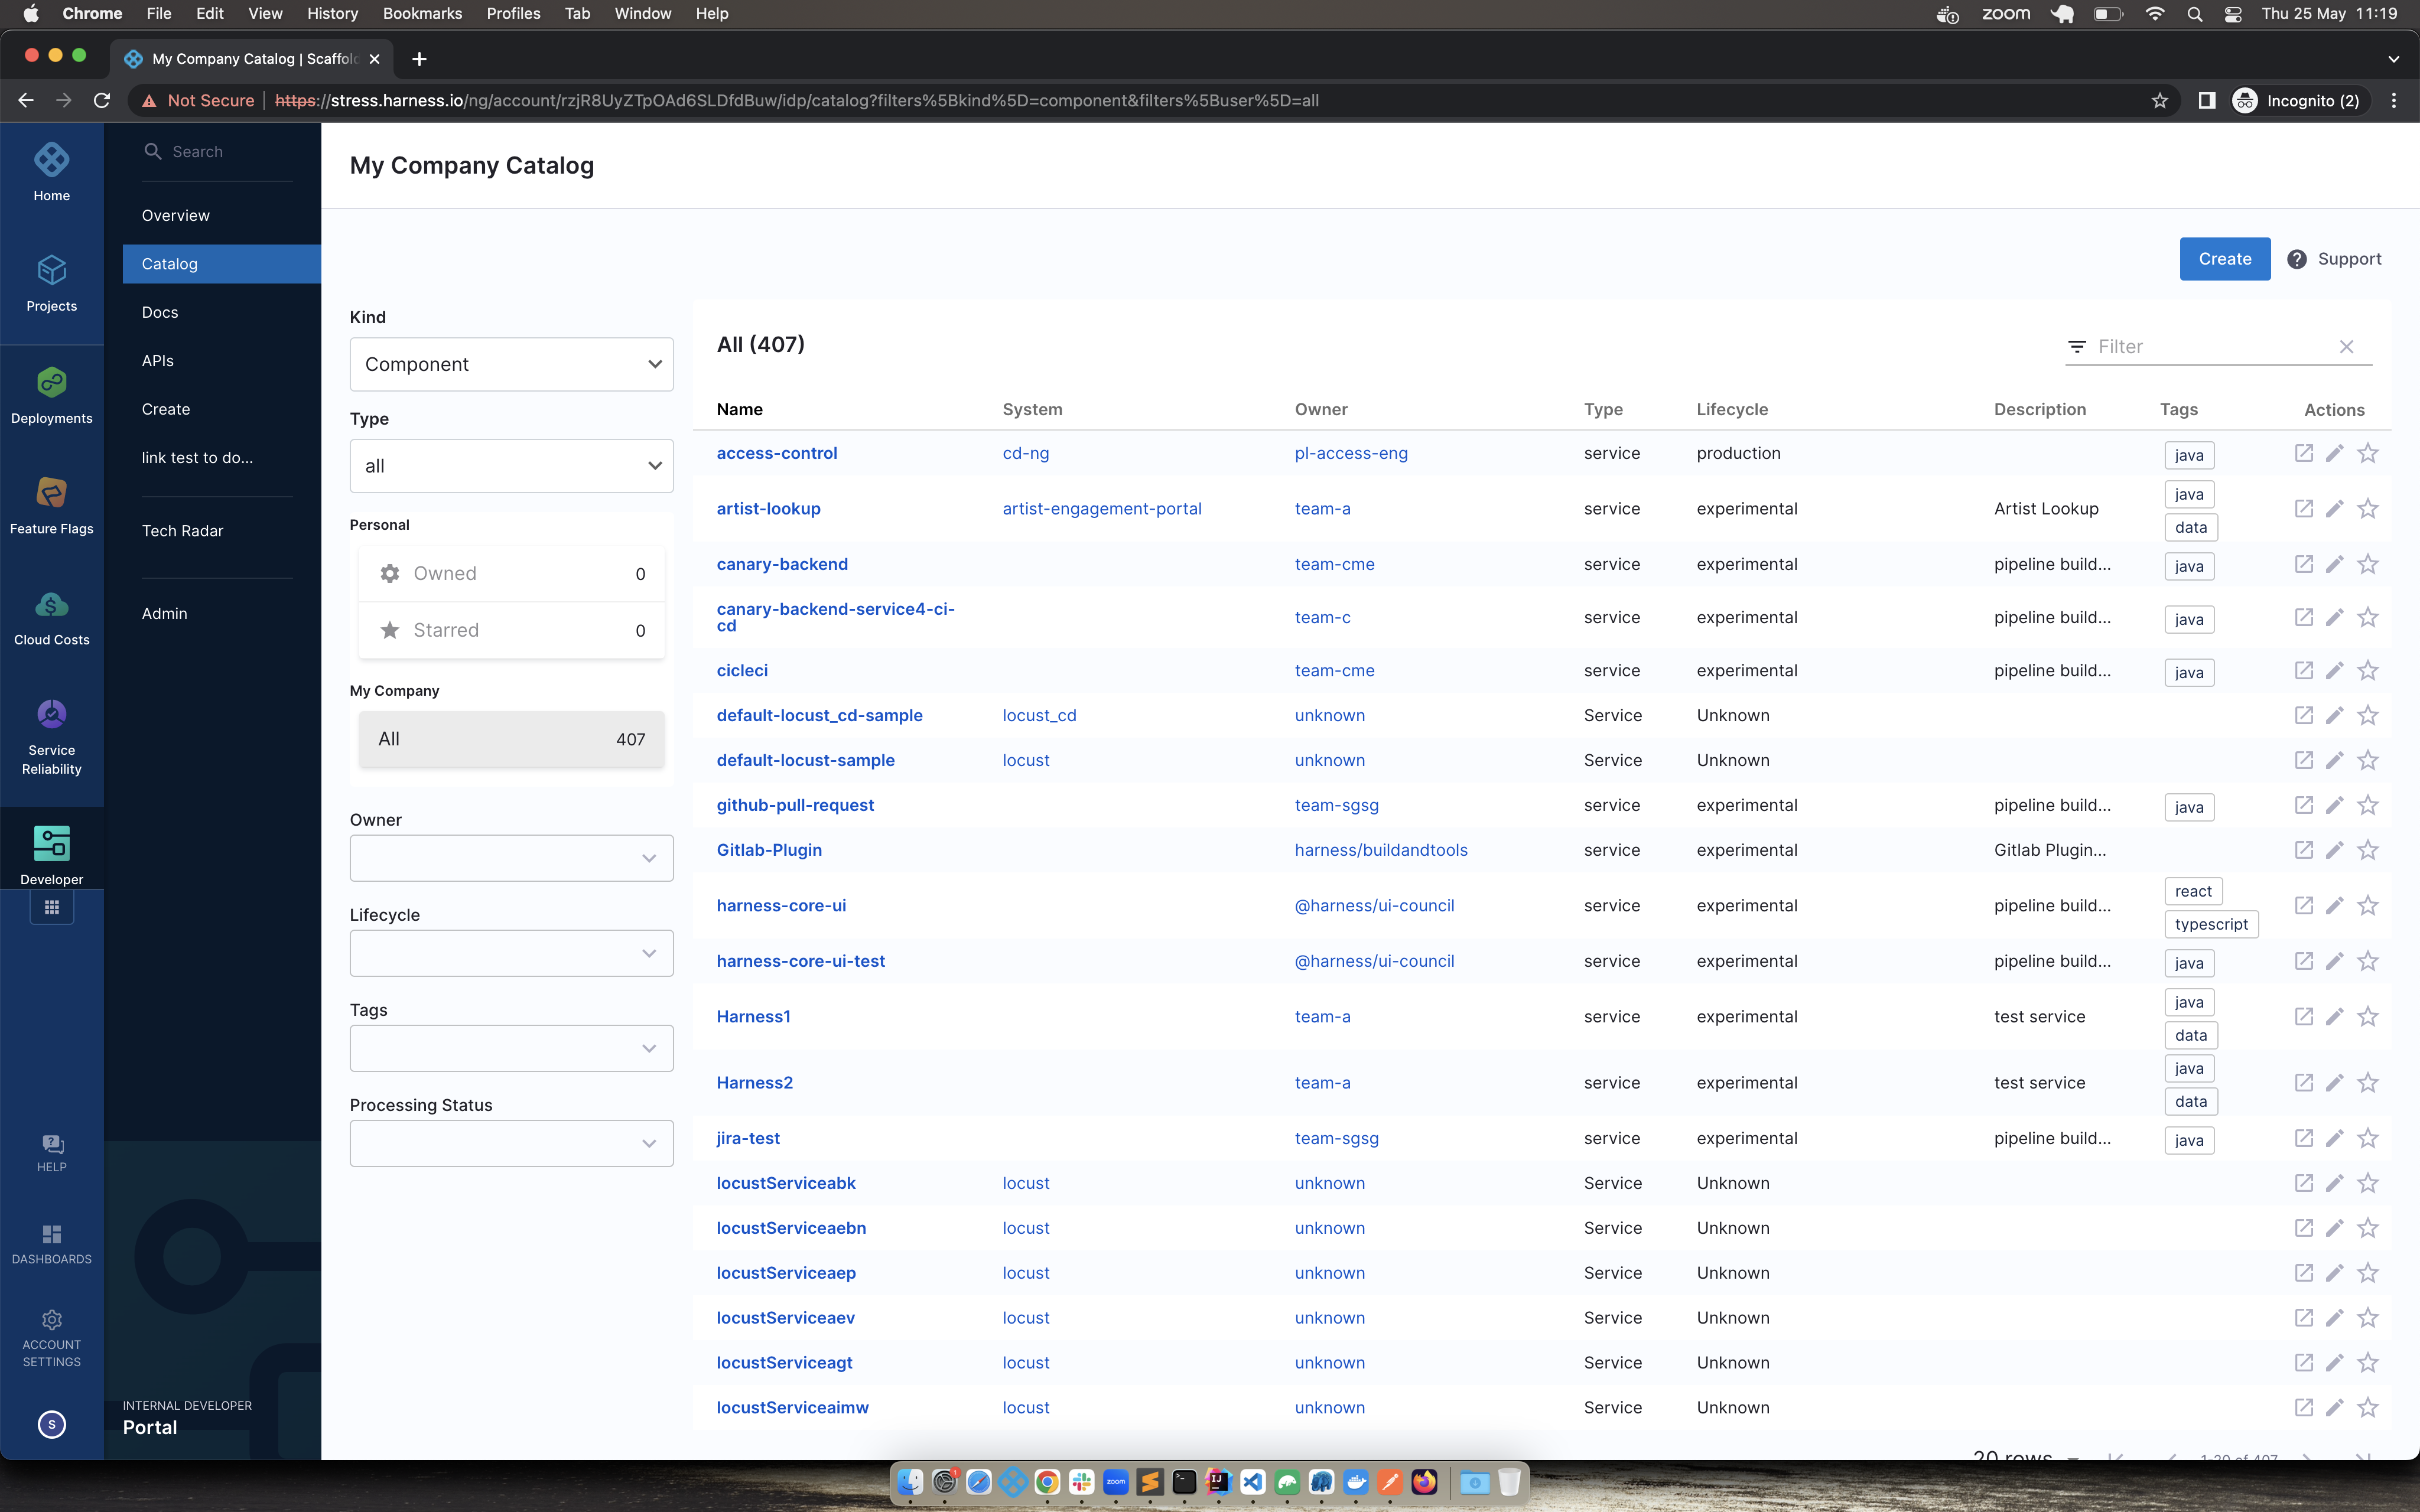 Chrome File Edit View History Bookmarks Profiles Tab Window Help
zoom Thu 25 May 11:19
My Company Catalog | Scaffold
Not Secure https://stress.harness.io/ng/account/rzjR8UyZTpOAd6SLDfdBuw/idp/catalog?filters%5Bkind%5D=component&filters%5Buser%5D=all
Incognito (2)
Home
Projects
Deployments
Feature Flags
Cloud Costs
Service
Reliability
Developer
HELP
DASHBOARDS
ACCOUNT
SETTINGS
S
Search
Overview
Catalog
Docs
APIs
Create
link test to do...
Tech Radar
Admin
INTERNAL DEVELOPER
Portal
My Company Catalog
Create
Support
Kind
Component
Type
all
Personal
Owned 0
Starred 0
My Company
All 407
Owner
Lifecycle
Tags
Processing Status
All (407)
Filter
Name System Owner Type Lifecycle Description Tags Actions
access-control cd-ng pl-access-eng service production java
artist-lookup artist-engagement-portal team-a service experimental Artist Lookup java
data
canary-backend team-cme service experimental pipeline build... java
canary-backend-service4-ci-
cd team-c service experimental pipeline build... java
cicleci team-cme service experimental pipeline build... java
default-locust_cd-sample locust_cd unknown Service Unknown
default-locust-sample locust unknown Service Unknown
github-pull-request team-sgsg service experimental pipeline build... java
Gitlab-Plugin harness/buildandtools service experimental Gitlab Plugin...
harness-core-ui @harness/ui-council service experimental pipeline build... react
typescript
harness-core-ui-test @harness/ui-council service experimental pipeline build... java
Harness1 team-a service experimental test service java
data
Harness2 team-a service experimental test service java
data
jira-test team-sgsg service experimental pipeline build... java
locustServiceabk locust unknown Service Unknown
locustServiceaebn locust unknown Service Unknown
locustServiceaep locust unknown Service Unknown
locustServiceaev locust unknown Service Unknown
locustServiceagt locust unknown Service Unknown
locustServiceaimw locust unknown Service Unknown
20 rows 1-20 of 407
zoom